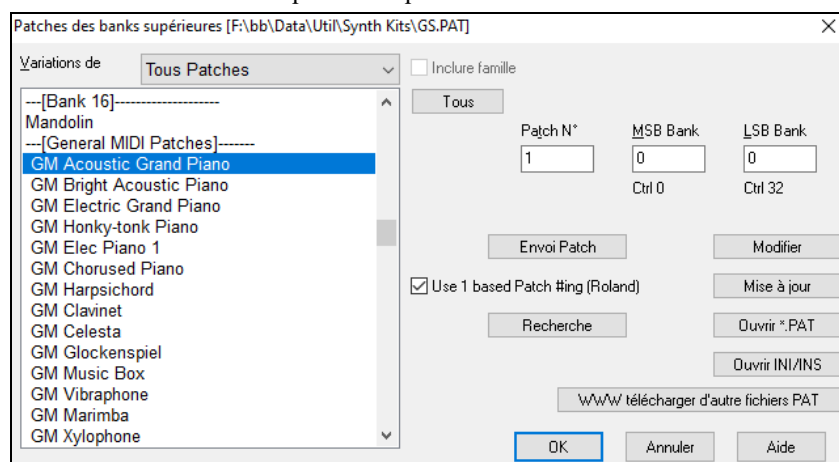 Patches des banks supérieures [F:\bb\Data\Util\Synth Kits\GS.PAT]
Variations de
Tous Patches
Inclure famille
---[Bank 16]--------------------
Mandolin
---[General MIDI Patches]-------
GM Acoustic Grand Piano
GM Bright Acoustic Piano
GM Electric Grand Piano
GM Honky-tonk Piano
GM Elec Piano 1
GM Chorused Piano
GM Harpsichord
GM Clavinet
GM Celesta
GM Glockenspiel
GM Music Box
GM Vibraphone
GM Marimba
GM Xylophone
Tous
Patch N° MSB Bank LSB Bank
1 0 0
Ctrl 0 Ctrl 32
Envoi Patch Modifier
Use 1 based Patch #ing (Roland) Mise à jour
Recherche Ouvrir *.PAT
Ouvrir INI/INS
WWW télécharger d'autre fichiers PAT
OK Annuler Aide